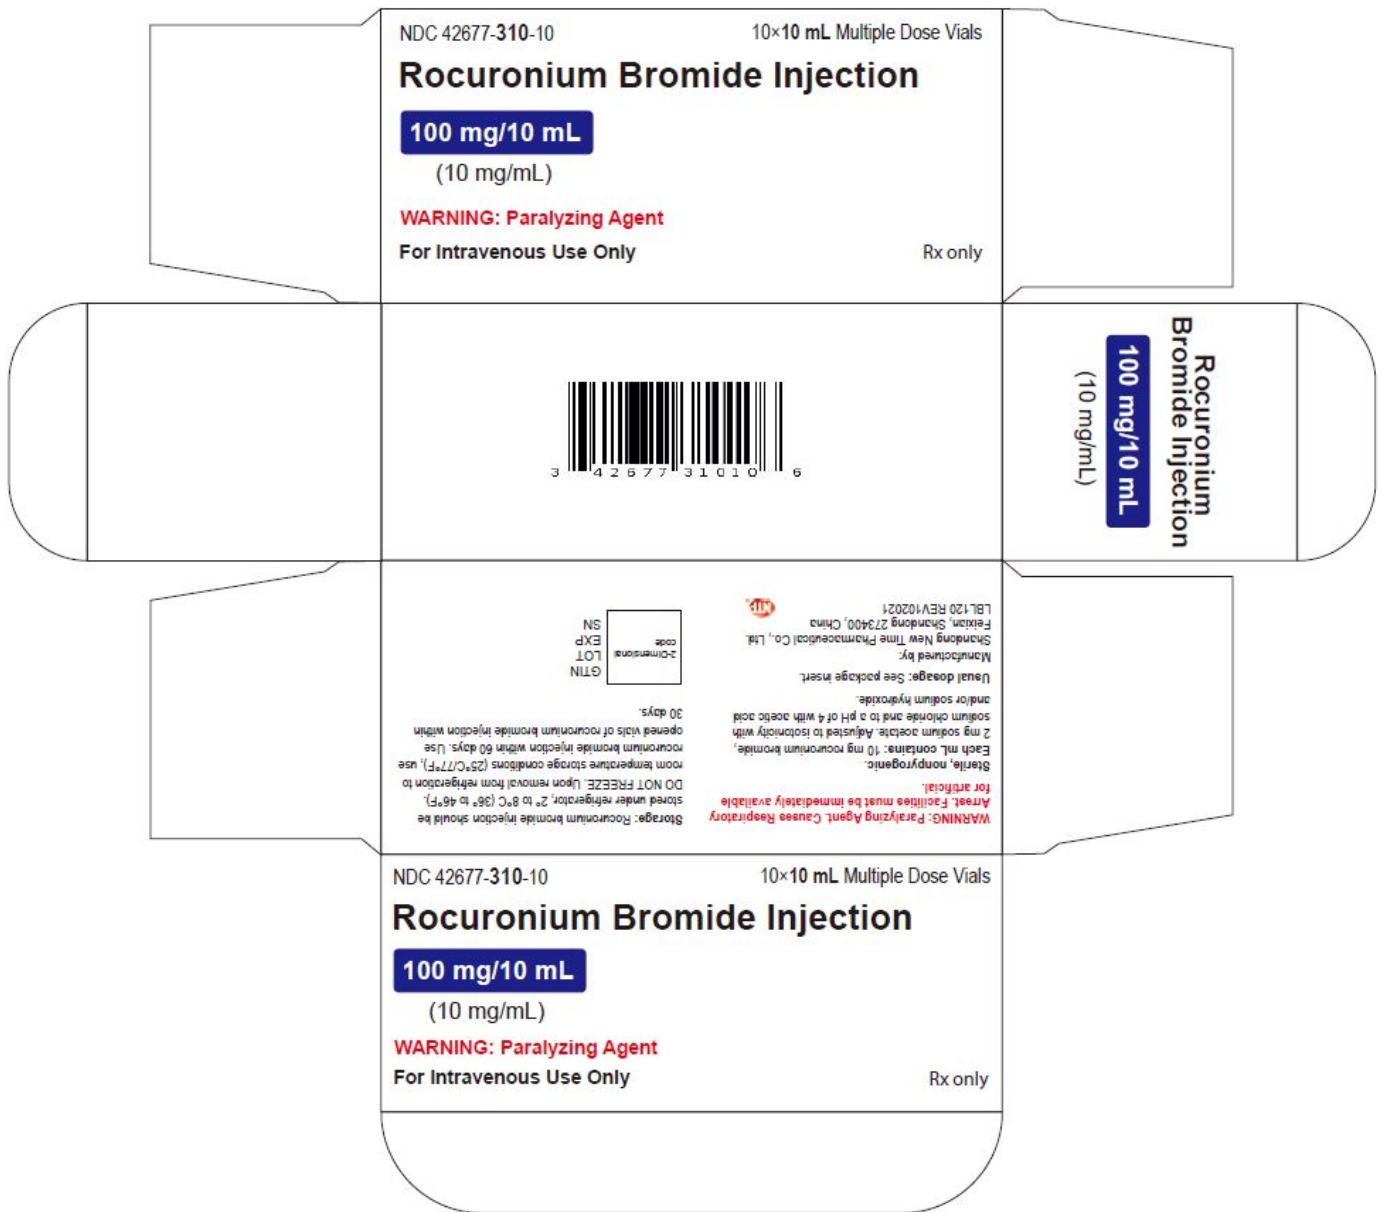 NDC 42677-310-10
10×10 mL Multiple Dose Vials
Rocuronium Bromide Injection
100 mg/10 mL
(10 mg/mL)
WARNING: Paralyzing Agent
For Intravenous Use Only
Rx only
3 42677 31010 6
Rocuronium
Bromide Injection
100 mg/10 mL
(10 mg/mL)
WARNING: Paralyzing Agent. Causes Respiratory
Arrest. Facilities must be immediately available
for artificial.
Sterile, nonpyrogenic.
Each mL contains: 10 mg rocuronium bromide,
2 mg sodium acetate. Adjusted to isotonicity with
sodium chloride and to a pH of 4 with acetic acid
and/or sodium hydroxide.
Usual dosage: See package insert.
Manufactured by:
Shandong New Time Pharmaceutical Co., Ltd.
Feixian, Shandong 273400, China
LBL120 REV102021
NTP
Storage: Rocuronium bromide injection should be
stored under refrigerator, 2° to 8°C (36° to 46°F).
DO NOT FREEZE. Upon removal from refrigeration to
room temperature storage conditions (25°C/77°F), use
rocuronium bromide injection within 60 days. Use
opened vials of rocuronium bromide injection within
30 days.
2-Dimensional
code
GTIN
LOT
EXP
SN
NDC 42677-310-10
10×10 mL Multiple Dose Vials
Rocuronium Bromide Injection
100 mg/10 mL
(10 mg/mL)
WARNING: Paralyzing Agent
For Intravenous Use Only
Rx only